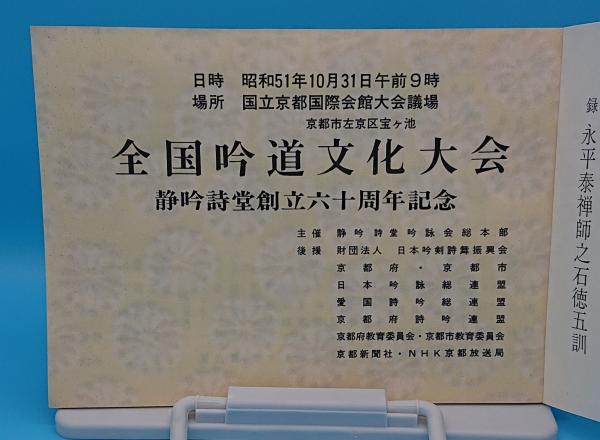 日時 昭和51年10月31日午前9時
場所 国立京都国際会館大会議場
京都市左京区宝ヶ池
全国吟道文化大会
静吟詩堂創立六十周年記念
主催 静吟詩堂吟詠会総本部
後援 財団法人 日本吟剣詩舞振興会
京都府・京都市
日本吟詠総連盟
愛国詩吟総連盟
京都府詩吟連盟
京都府教育委員会・京都市教育委員会
京都新聞社・NHK京都放送局
録 永平泰禅師之石徳五訓